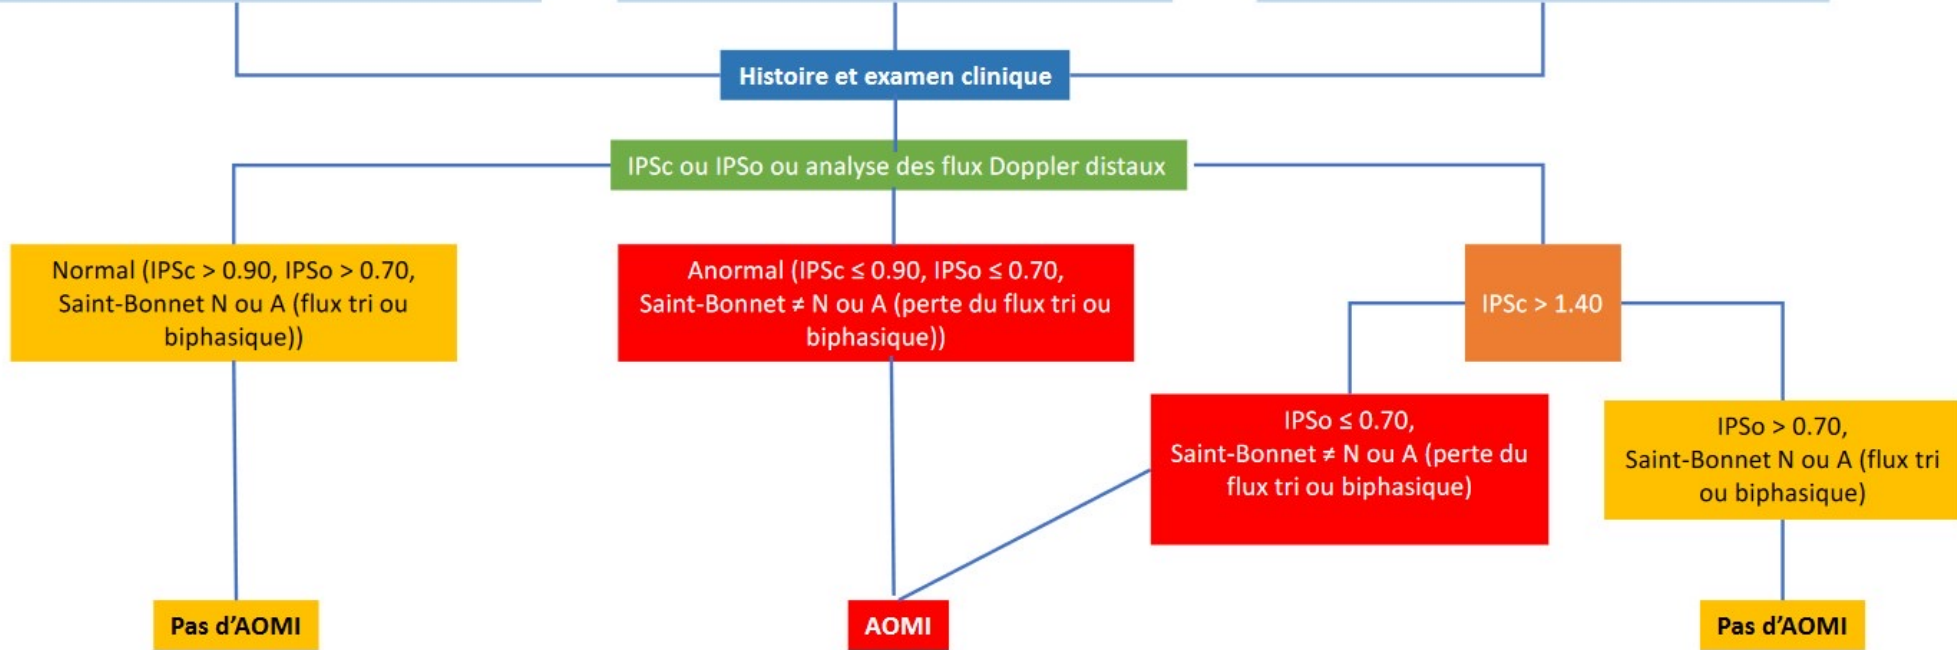 Histoire et examen clinique
IPSc ou IPSo ou analyse des flux Doppler distaux
Normal (IPSc > 0.90, IPSo > 0.70,
Saint-Bonnet N ou A (flux tri ou
biphasique))
Anormal (IPSc ≤ 0.90, IPSo ≤ 0.70,
Saint-Bonnet ≠ N ou A (perte du flux tri ou
biphasique))
IPSc > 1.40
IPSo ≤ 0.70,
Saint-Bonnet ≠ N ou A (perte du
flux tri ou biphasique)
IPSo > 0.70,
Saint-Bonnet N ou A (flux tri
ou biphasique)
Pas d’AOMI
AOMI
Pas d’AOMI